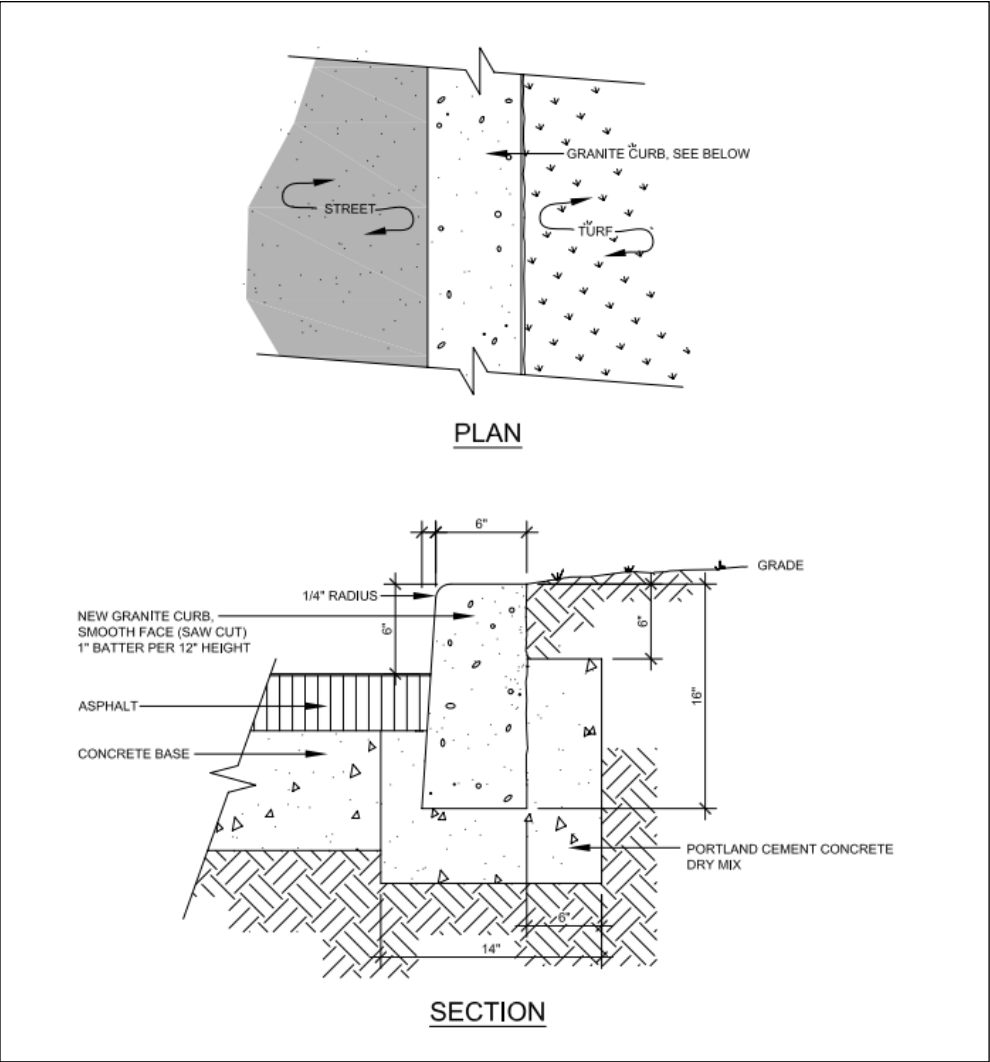 GRANITE CURB, SEE BELOW
STREET
TURF
PLAN
6"
GRADE
1/4" RADIUS
NEW GRANITE CURB,
SMOOTH FACE (SAW CUT)
1" BATTER PER 12" HEIGHT
6"
6"
16"
ASPHALT
CONCRETE BASE
PORTLAND CEMENT CONCRETE
DRY MIX
6"
14"
SECTION